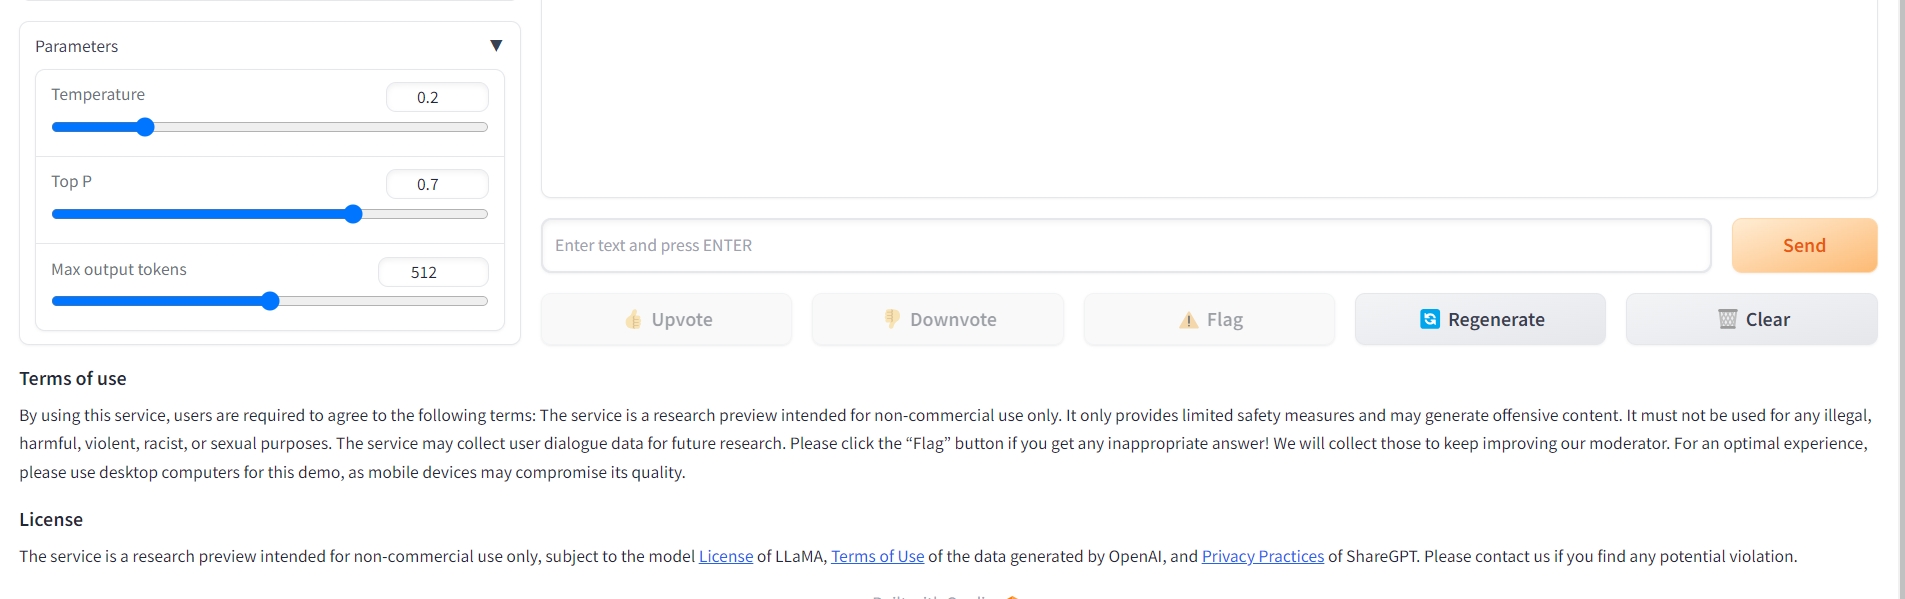 Parameters
Temperature
0.2
Top P
0.7
Max output tokens
512
Enter text and press ENTER
Send
Upvote
Downvote
Flag
Regenerate
Clear
Terms of use
By using this service, users are required to agree to the following terms: The service is a research preview intended for non-commercial use only. It only provides limited safety measures and may generate offensive content. It must not be used for any illegal,
harmful, violent, racist, or sexual purposes. The service may collect user dialogue data for future research. Please click the “Flag” button if you get any inappropriate answer! We will collect those to keep improving our moderator. For an optimal experience,
please use desktop computers for this demo, as mobile devices may compromise its quality.
License
The service is a research preview intended for non-commercial use only, subject to the model License of LLaMA, Terms of Use of the data generated by OpenAI, and Privacy Practices of ShareGPT. Please contact us if you find any potential violation.